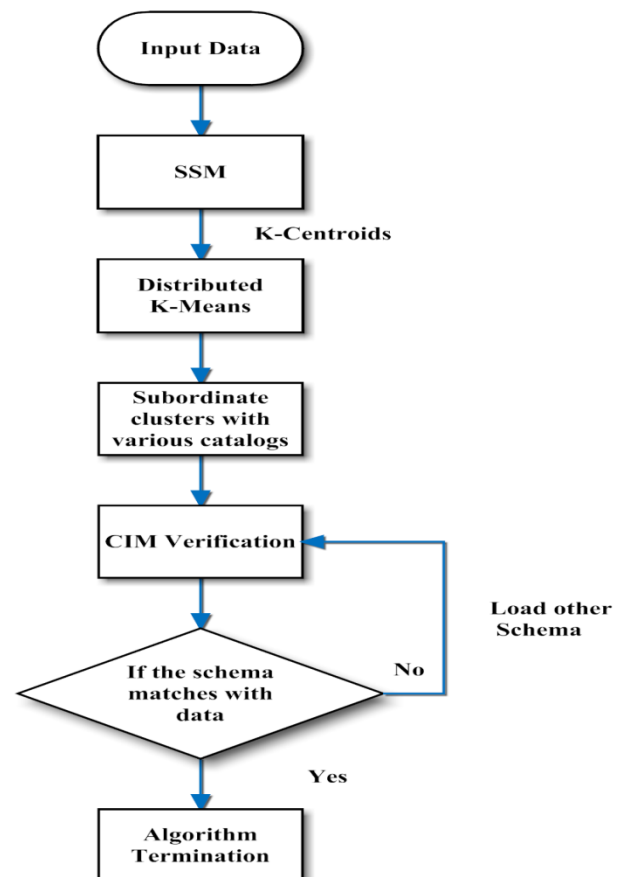 Input Data
SSM
K-Centroids
Distributed
K-Means
Subordinate
clusters with
various catalogs
CIM Verification
Load other
Schema
If the schema
matches with
data
No
Yes
Algorithm
Termination